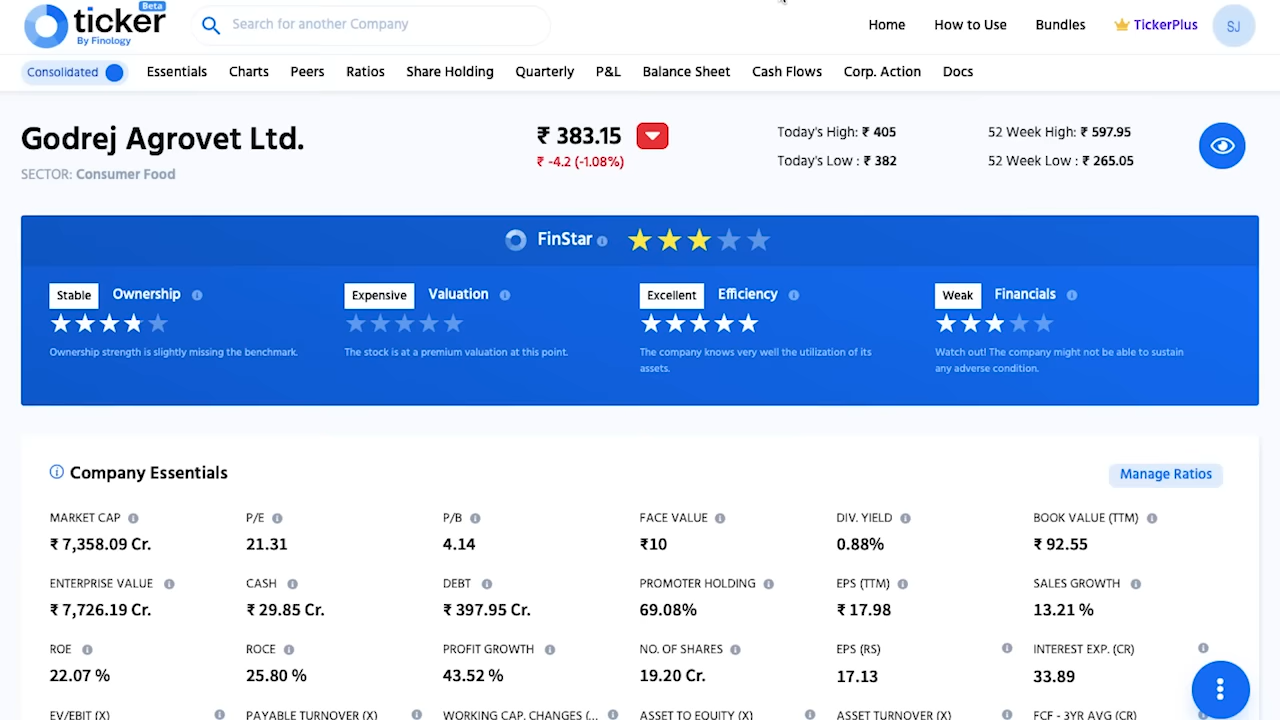 ticker Beta
By Finology
Search for another Company
Home How to Use Bundles TickerPlus SJ
Consolidated Essentials Charts Peers Ratios Share Holding Quarterly P&L Balance Sheet Cash Flows Corp. Action Docs
Godrej Agrovet Ltd.
SECTOR: Consumer Food
₹ 383.15
₹ -4.2 (-1.08%)
Today's High: ₹ 405
Today's Low : ₹ 382
52 Week High: ₹ 597.95
52 Week Low : ₹ 265.05
FinStar
Stable Ownership
Ownership strength is slightly missing the benchmark.
Expensive Valuation
The stock is at a premium valuation at this point.
Excellent Efficiency
The company knows very well the utilization of its
assets.
Weak Financials
Watch out! The company might not be able to sustain
any adverse condition.
Company Essentials
Manage Ratios
MARKET CAP P/E P/B FACE VALUE DIV. YIELD BOOK VALUE (TTM)
₹ 7,358.09 Cr. 21.31 4.14 ₹10 0.88% ₹ 92.55
ENTERPRISE VALUE CASH DEBT PROMOTER HOLDING EPS (TTM) SALES GROWTH
₹ 7,726.19 Cr. ₹ 29.85 Cr. ₹ 397.95 Cr. 69.08% ₹ 17.98 13.21 %
ROE ROCE PROFIT GROWTH NO. OF SHARES EPS (RS) INTEREST EXP. (CR)
22.07 % 25.80 % 43.52 % 19.20 Cr. 17.13 33.89
EV/EBIT (X) PAYABLE TURNOVER (X) WORKING CAP. CHANGES (... ASSET TO EQUITY (X) ASSET TURNOVER (X) FCF - 3YR AVG (CR)